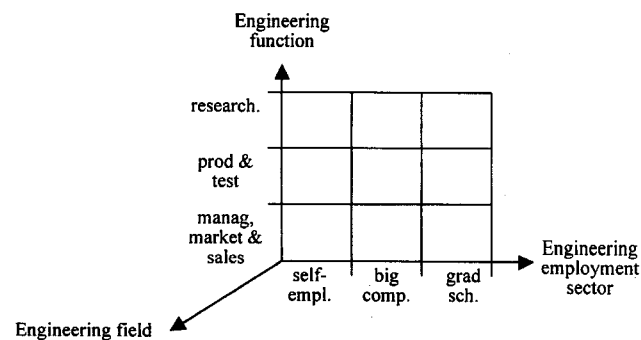 Engineering
function
research.
prod &
test
manag,
market &
sales
self-
empl.
big
comp.
grad
sch.
Engineering
employment
sector
Engineering field